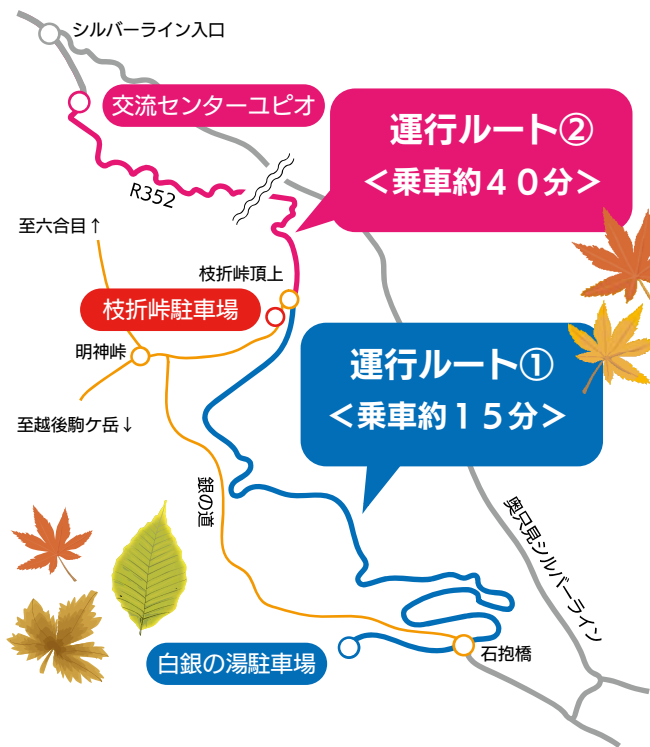 シルバーライン入口
交流センターユピオ
運行ルート②
＜乗車約４０分＞
R352
至六合目↑
枝折峠頂上
枝折峠駐車場
明神峠
運行ルート①
＜乗車約１５分＞
至越後駒ケ岳↓
銀の道
奥只見シルバーライン
白銀の湯駐車場
石抱橋